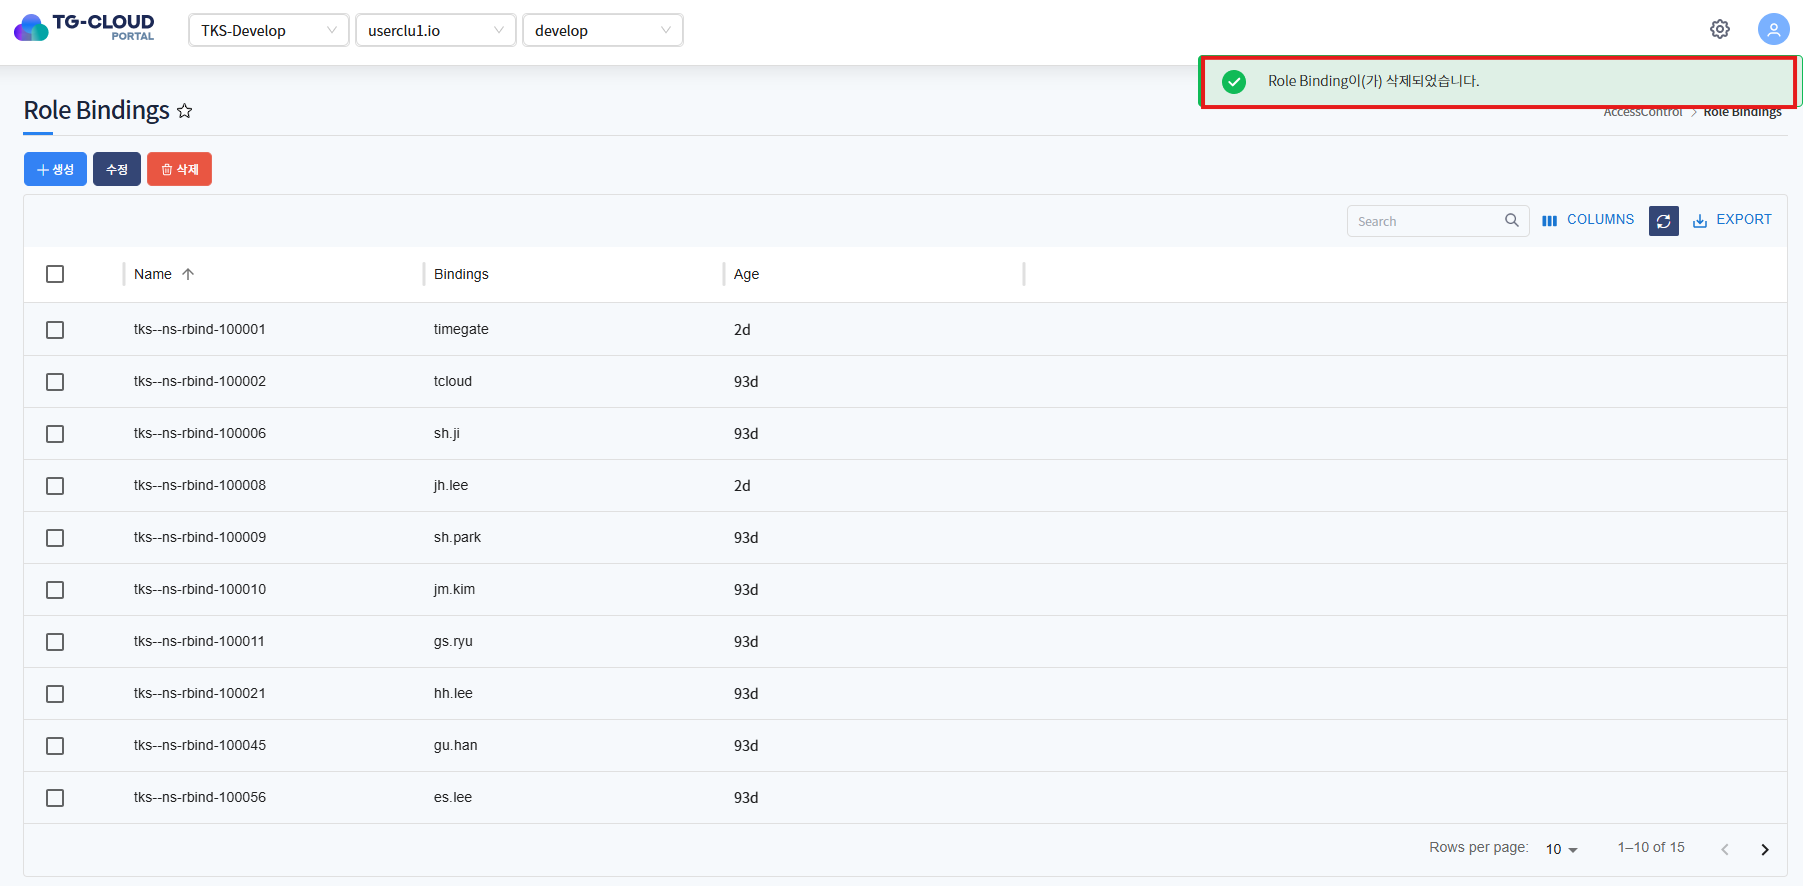 TG-CLOUD
PORTAL
TKS-Develop
userclu1.io
develop
Role Binding이(가) 삭제되었습니다.
Role Bindings
AccessControl > Role Bindings
생성 수정 삭제
Search COLUMNS EXPORT
Name Bindings Age
tks--ns-rbind-100001 timegate 2d
tks--ns-rbind-100002 tcloud 93d
tks--ns-rbind-100006 sh.ji 93d
tks--ns-rbind-100008 jh.lee 2d
tks--ns-rbind-100009 sh.park 93d
tks--ns-rbind-100010 jm.kim 93d
tks--ns-rbind-100011 gs.ryu 93d
tks--ns-rbind-100021 hh.lee 93d
tks--ns-rbind-100045 gu.han 93d
tks--ns-rbind-100056 es.lee 93d
Rows per page: 10 1–10 of 15